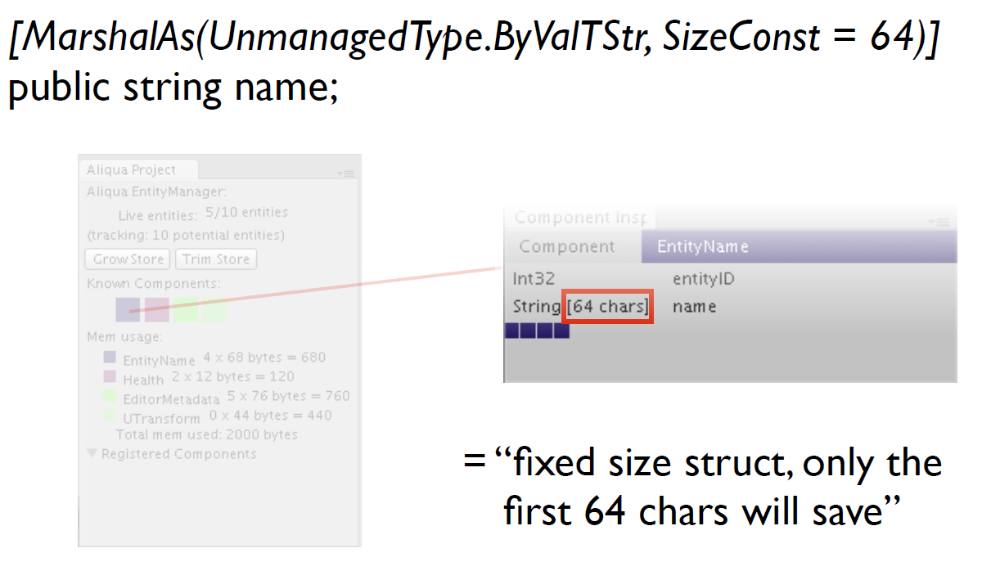 [MarshalAs(UnmanagedType.ByValTStr, SizeConst = 64)]
public string name;
Aliqua Project
Aliqua EntityManager:
Live entities: 5/10 entities
(tracking: 10 potential entities)
Grow Store Trim Store
Known Components:
Mem usage:
EntityName 4 x 68 bytes = 680
Health 2 x 12 bytes = 120
EditorMetadata 5 x 76 bytes = 760
UTransform 0 x 44 bytes = 440
Total mem used: 2000 bytes
Registered Components
Component Insp
Component EntityName
Int32 entityID
String [64 chars] name
= “fixed size struct, only the
first 64 chars will save”